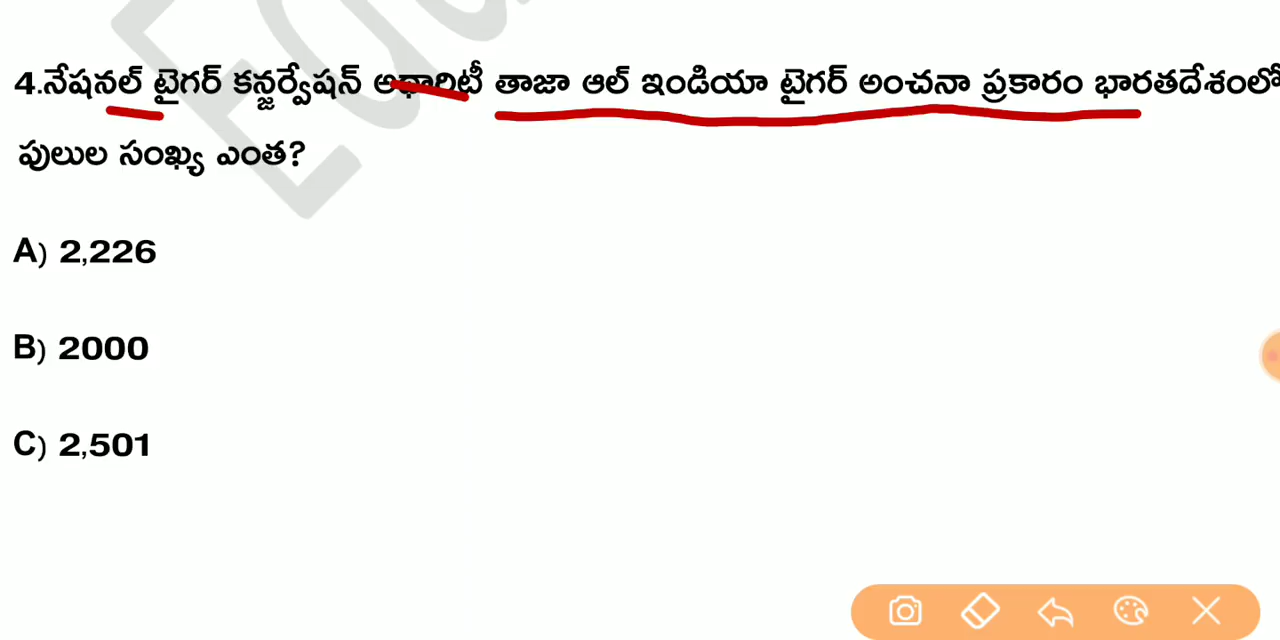 4.నేషనల్ టైగర్ కన్జర్వేషన్ అథారిటీ తాజా ఆల్ ఇండియా టైగర్ అంచనా ప్రకారం భారతదేశంలో
పులుల సంఖ్య ఎంత?
A) 2,226
B) 2000
C) 2,501